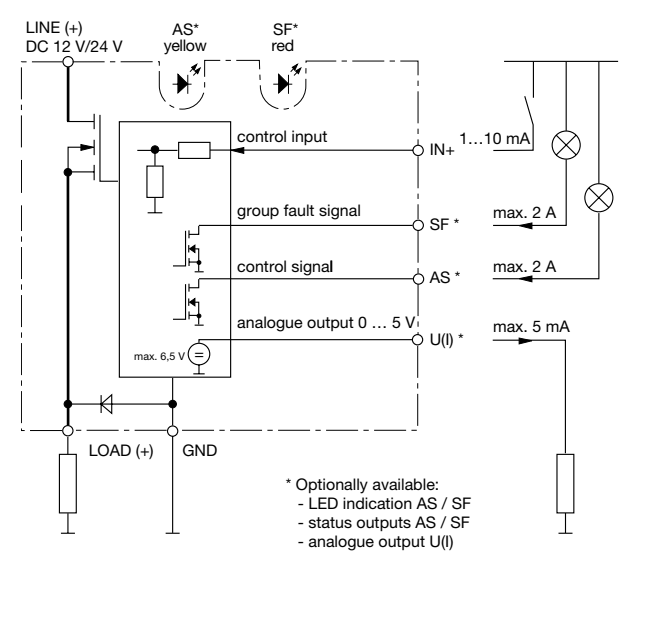 LINE (+)
DC 12 V/24 V
AS*
yellow
SF*
red
control input
IN+
1...10 mA
group fault signal
SF *
max. 2 A
control signal
AS *
max. 2 A
analogue output 0 ... 5 V
U(I) *
max. 5 mA
max. 6,5 V
=
LOAD (+)
GND
* Optionally available:
- LED indication AS / SF
- status outputs AS / SF
- analogue output U(I)